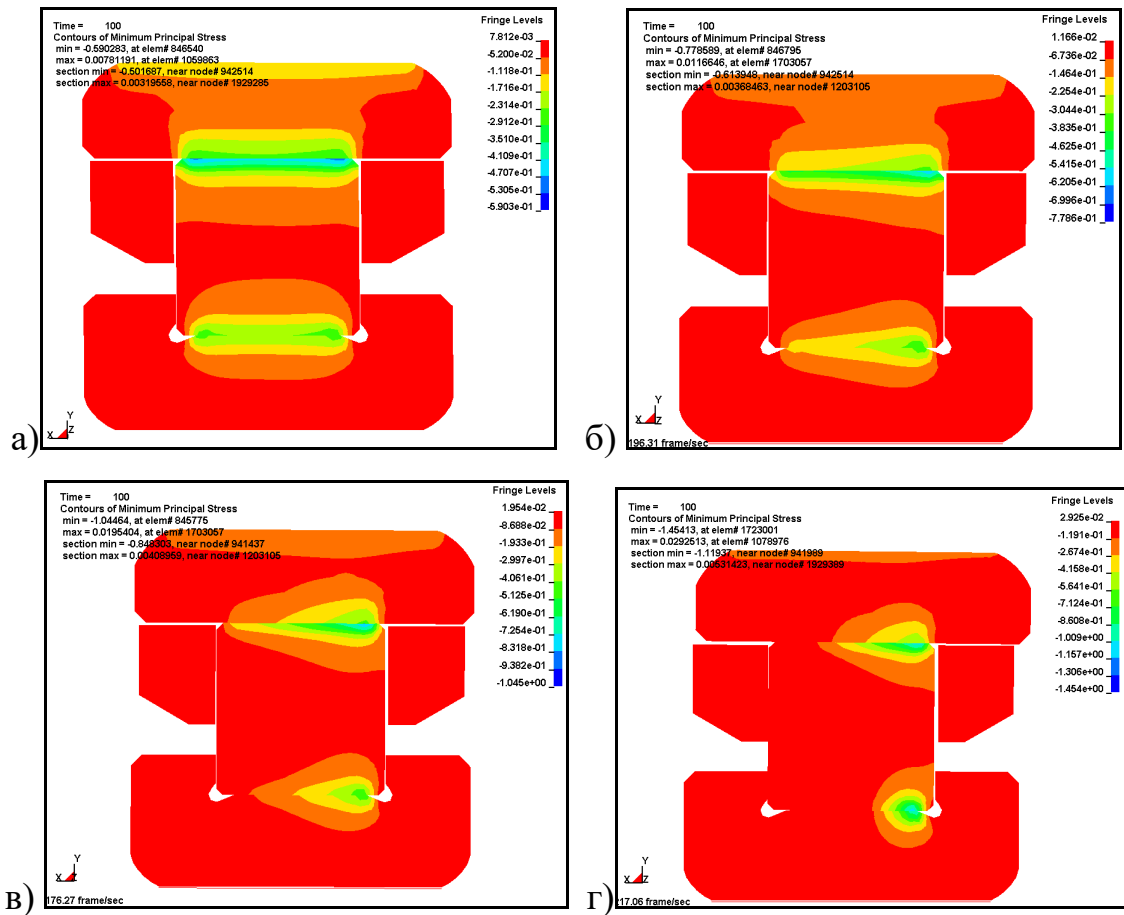 Time = 100
Contours of Minimum Principal Stress
min = -0.590283, at elem# 846540
max = 0.00781191, at elem# 1059863
section min = -0.501687, near node# 942514
section max = 0.00319558, near node# 1929285
Fringe Levels
7.812e-03
-5.200e-02
-1.118e-01
-1.716e-01
-2.314e-01
-2.912e-01
-3.510e-01
-4.109e-01
-4.707e-01
-5.305e-01
-5.903e-01
Y
X Z
а)
Time = 100
Contours of Minimum Principal Stress
min = -0.778589, at elem# 846795
max = 0.0116646, at elem# 1703057
section min = -0.613948, near node# 942514
section max = 0.00368463, near node# 1203105
Fringe Levels
1.166e-02
-6.736e-02
-1.464e-01
-2.254e-01
-3.044e-01
-3.835e-01
-4.625e-01
-5.415e-01
-6.205e-01
-6.996e-01
-7.786e-01
Y
X Z
196.31 frame/sec
б)
Time = 100
Contours of Minimum Principal Stress
min = -1.04464, at elem# 845775
max = 0.0195404, at elem# 1703057
section min = -0.848303, near node# 941437
section max = 0.00408959, near node# 1203105
Fringe Levels
1.954e-02
-8.688e-02
-1.933e-01
-2.997e-01
-4.061e-01
-5.126e-01
-6.190e-01
-7.254e-01
-8.318e-01
-9.382e-01
-1.045e+00
Y
X Z
176.27 frame/sec
в)
Time = 100
Contours of Minimum Principal Stress
min = -1.45413, at elem# 1723001
max = 0.0292513, at elem# 1078976
section min = -1.11937, near node# 941989
section max = 0.00531423, near node# 1929389
Fringe Levels
2.925e-02
-1.191e-01
-2.674e-01
-4.158e-01
-5.641e-01
-7.124e-01
-8.608e-01
-1.009e+00
-1.157e+00
-1.306e+00
-1.454e+00
Y
X Z
217.06 frame/sec
г)